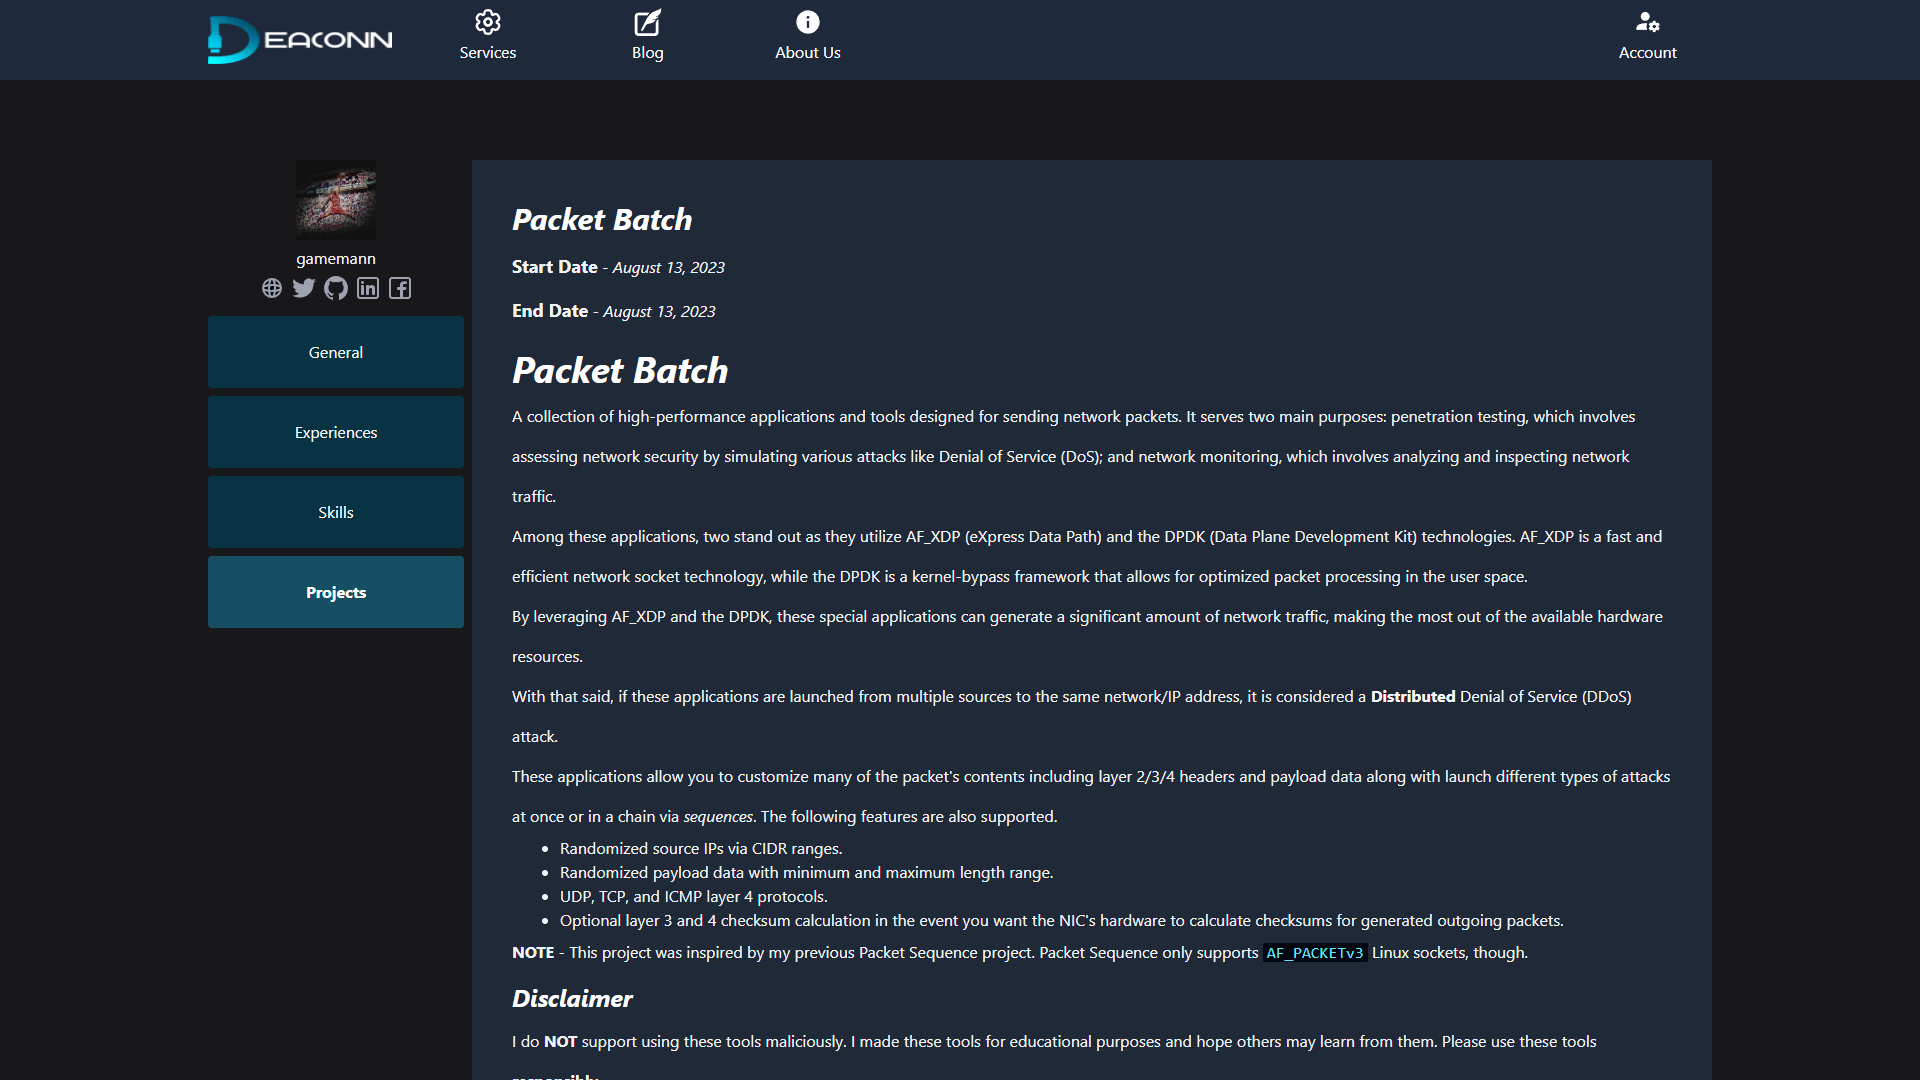 DEACONN
Services
Blog
About Us
Account
gamemann
General
Experiences
Skills
Projects
Packet Batch
Start Date - August 13, 2023
End Date - August 13, 2023
Packet Batch
A collection of high-performance applications and tools designed for sending network packets. It serves two main purposes: penetration testing, which involves
assessing network security by simulating various attacks like Denial of Service (DoS); and network monitoring, which involves analyzing and inspecting network
traffic.
Among these applications, two stand out as they utilize AF_XDP (eXpress Data Path) and the DPDK (Data Plane Development Kit) technologies. AF_XDP is a fast and
efficient network socket technology, while the DPDK is a kernel-bypass framework that allows for optimized packet processing in the user space.
By leveraging AF_XDP and the DPDK, these special applications can generate a significant amount of network traffic, making the most out of the available hardware
resources.
With that said, if these applications are launched from multiple sources to the same network/IP address, it is considered a Distributed Denial of Service (DDoS)
attack.
These applications allow you to customize many of the packet's contents including layer 2/3/4 headers and payload data along with launch different types of attacks
at once or in a chain via sequences. The following features are also supported.
• Randomized source IPs via CIDR ranges.
• Randomized payload data with minimum and maximum length range.
• UDP, TCP, and ICMP layer 4 protocols.
• Optional layer 3 and 4 checksum calculation in the event you want the NIC's hardware to calculate checksums for generated outgoing packets.
NOTE - This project was inspired by my previous Packet Sequence project. Packet Sequence only supports AF_PACKETv3 Linux sockets, though.
Disclaimer
I do NOT support using these tools maliciously. I made these tools for educational purposes and hope others may learn from them. Please use these tools